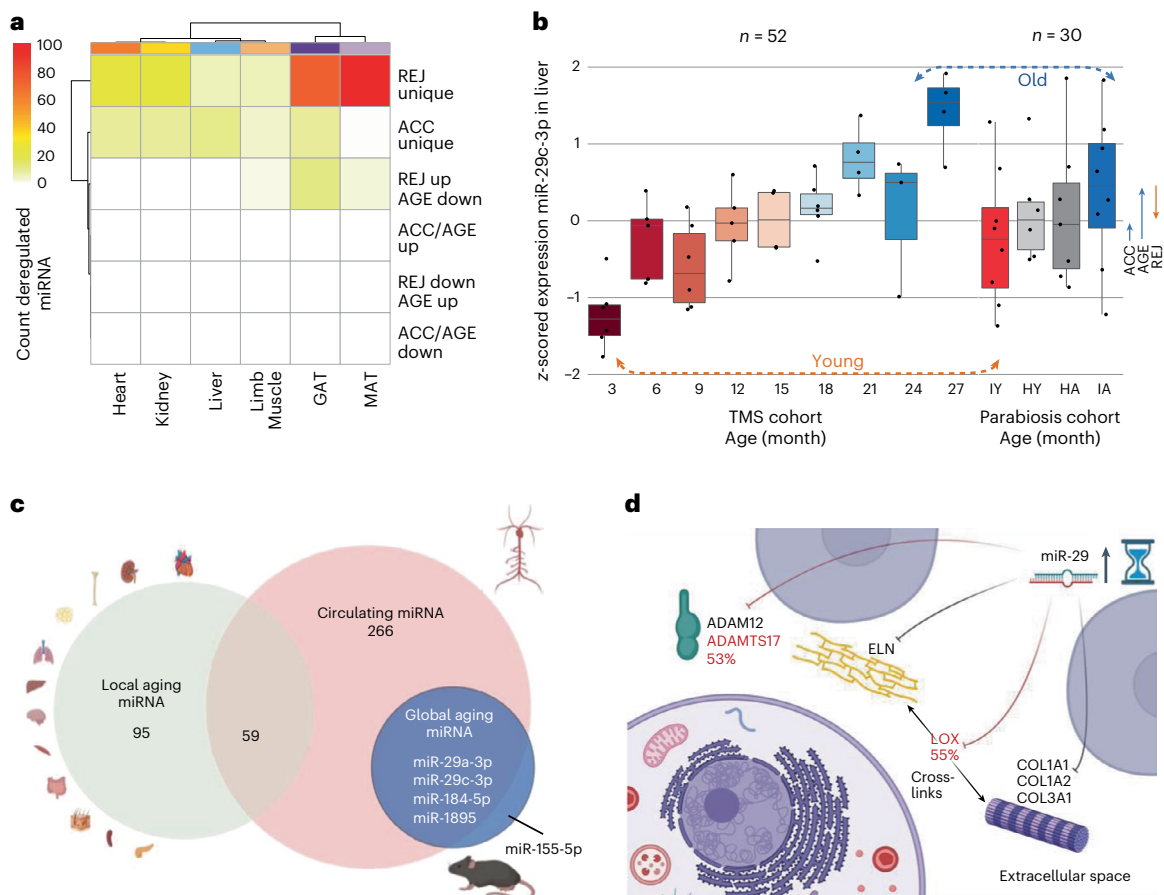 a
100
80
60
40
20
0
Count deregulated
miRNA
REJ
unique
ACC
unique
REJ up
AGE down
ACC/AGE
up
REJ down
AGE up
ACC/AGE
down
Heart
Kidney
Liver
Limb
Muscle
GAT
MAT
b
n = 52
n = 30
z-scored expression miR-29c-3p in liver
2
1
0
−1
−2
Old
Young
ACC
AGE
REJ
3
6
9
12
15
18
21
24
27
IY
HY
HA
IA
TMS cohort
Age (month)
Parabiosis cohort
Age (month)
c
Circulating miRNA
266
Local aging
miRNA
95
59
Global aging
miRNA
miR-29a-3p
miR-29c-3p
miR-184-5p
miR-1895
miR-155-5p
d
miR-29
ADAM12
ADAMTS17
53%
ELN
LOX
55%
Cross-
links
COL1A1
COL1A2
COL3A1
Extracellular space